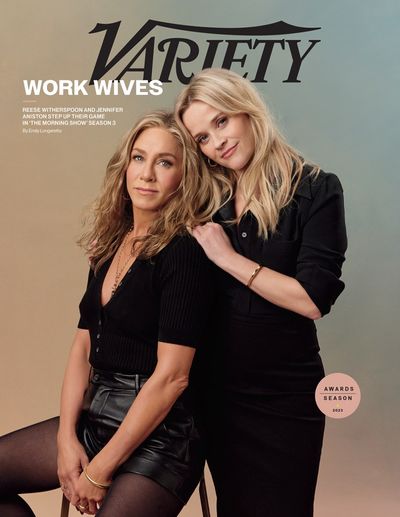 VARIETY
WORK WIVES
REESE WITHERSPOON AND JENNIFER
ANISTON STEP UP THEIR GAME
IN 'THE MORNING SHOW' SEASON 3
By Emily Longeretta
AWARDS
SEASON
2023